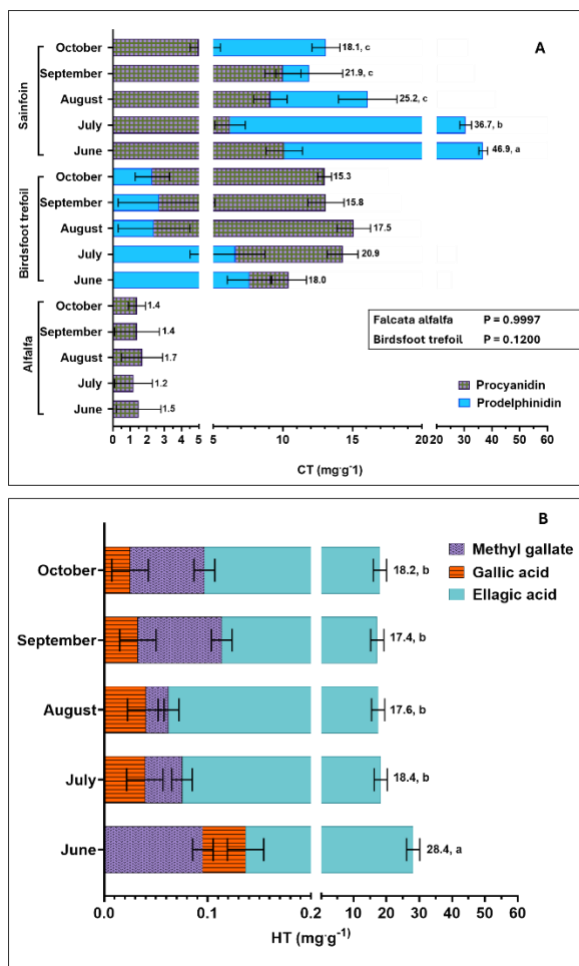 A
Sainfoin
October
18.1, c
September
21.9, c
August
25.2, c
July
36.7, b
June
46.9, a
Birdsfoot trefoil
October
15.3
September
15.8
August
17.5
July
20.9
June
18.0
Alfalfa
October
1.4
September
1.4
August
1.7
July
1.2
June
1.5
Falcata alfalfa P = 0.9997
Birdsfoot trefoil P = 0.1200
Procyanidin
Prodelphinidin
0 1 2 3 4 5 5 10 15 20 20 40 60
CT (mg·g-1)
B
Methyl gallate
Gallic acid
Ellagic acid
October
18.2, b
September
17.4, b
August
17.6, b
July
18.4, b
June
28.4, a
0.0 0.1 0.2 10 20 30 40 50 60
HT (mg·g-1)